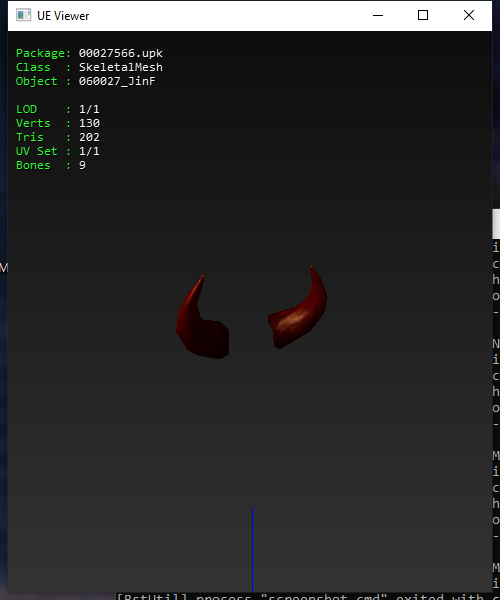 UE Viewer
Package: 00027566.upk
Class : SkeletalMesh
Object : 060027_JinF
LOD : 1/1
Verts : 130
Tris : 202
UV Set : 1/1
Bones : 9
M
i
c
h
o
-
N
i
c
h
o
-
M
i
c
h
o
-
M
i
[BstUtil] process "screenshot.cmd" exited with c